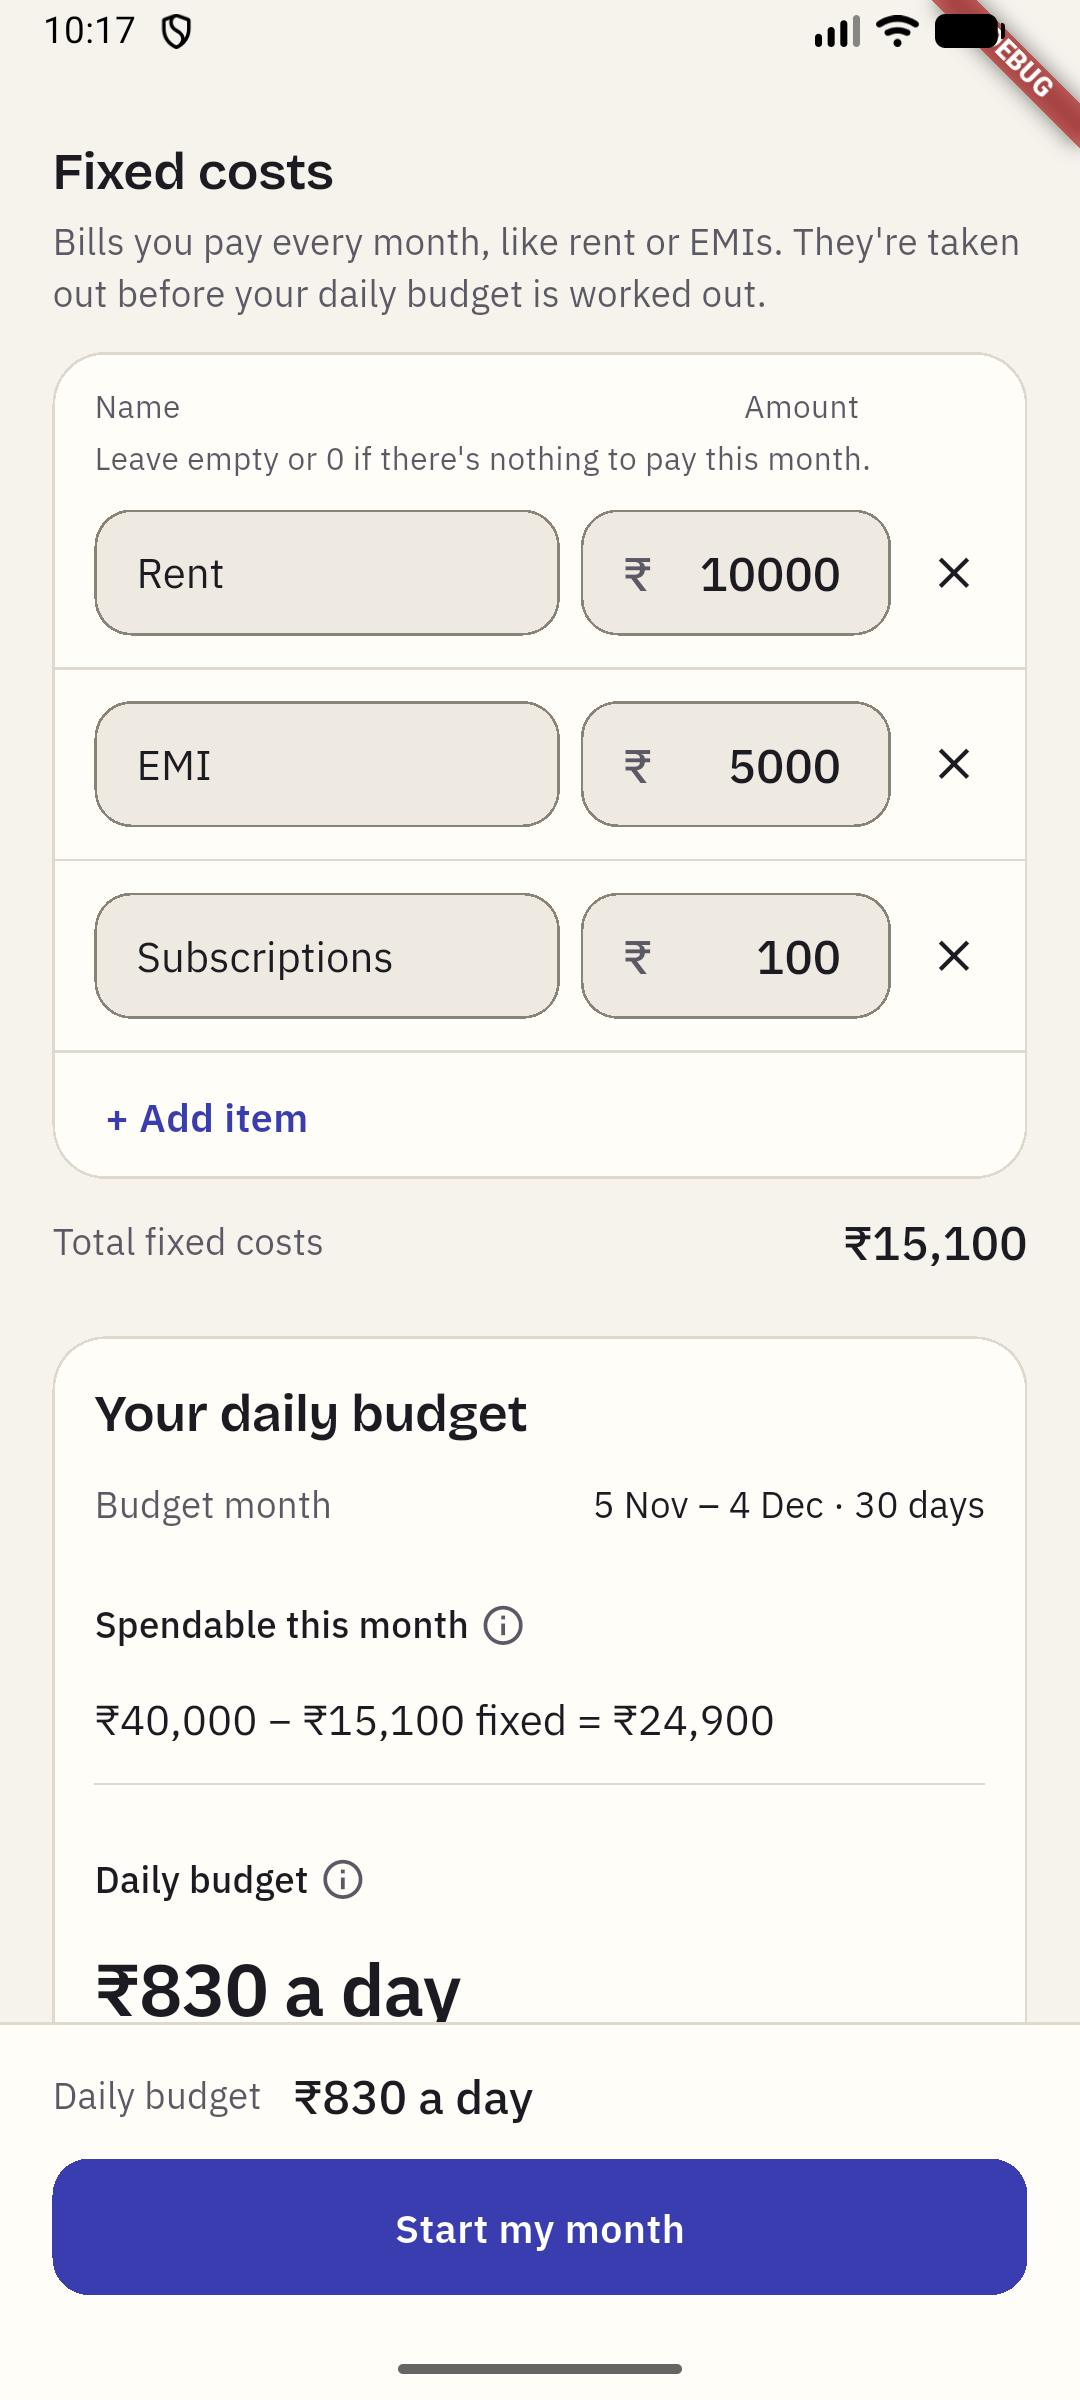 10:17
EBUG
Fixed costs
Bills you pay every month, like rent or EMIs. They're taken
out before your daily budget is worked out.
Name Amount
Leave empty or 0 if there's nothing to pay this month.
Rent ₹ 10000
EMI ₹ 5000
Subscriptions ₹ 100
+ Add item
Total fixed costs ₹15,100
Your daily budget
Budget month 5 Nov – 4 Dec · 30 days
Spendable this month
₹40,000 – ₹15,100 fixed = ₹24,900
Daily budget
₹830 a day
Daily budget ₹830 a day
Start my month